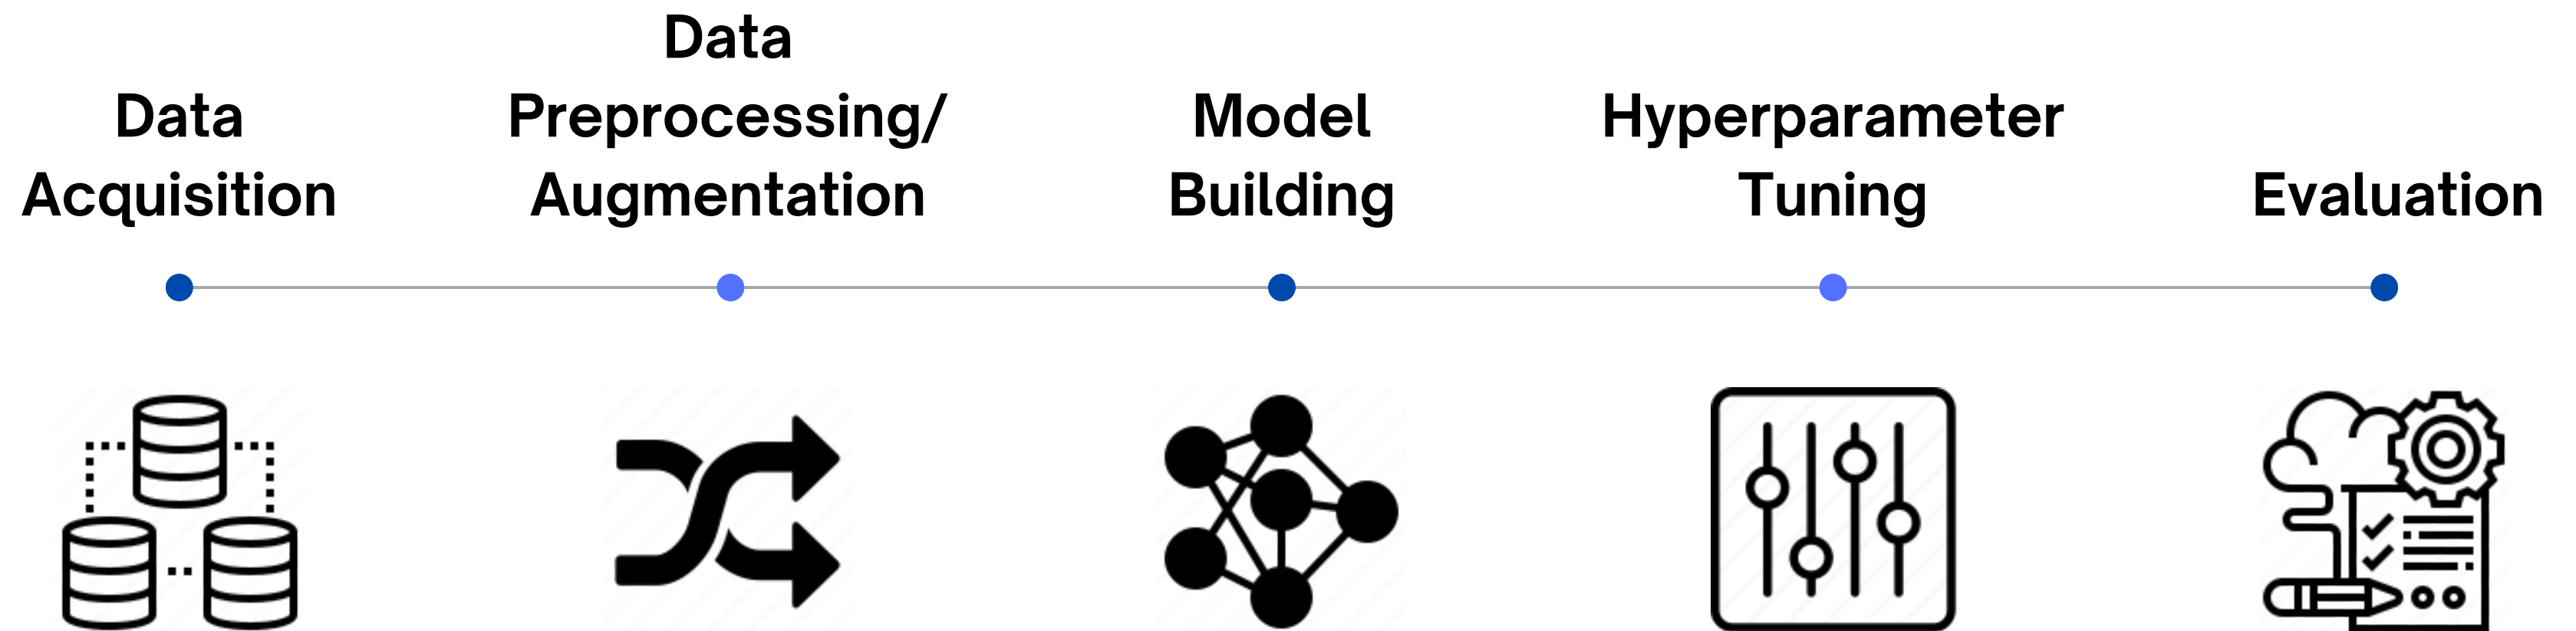 Data
Acquisition
Data
Preprocessing/
Augmentation
Model
Building
Hyperparameter
Tuning
Evaluation